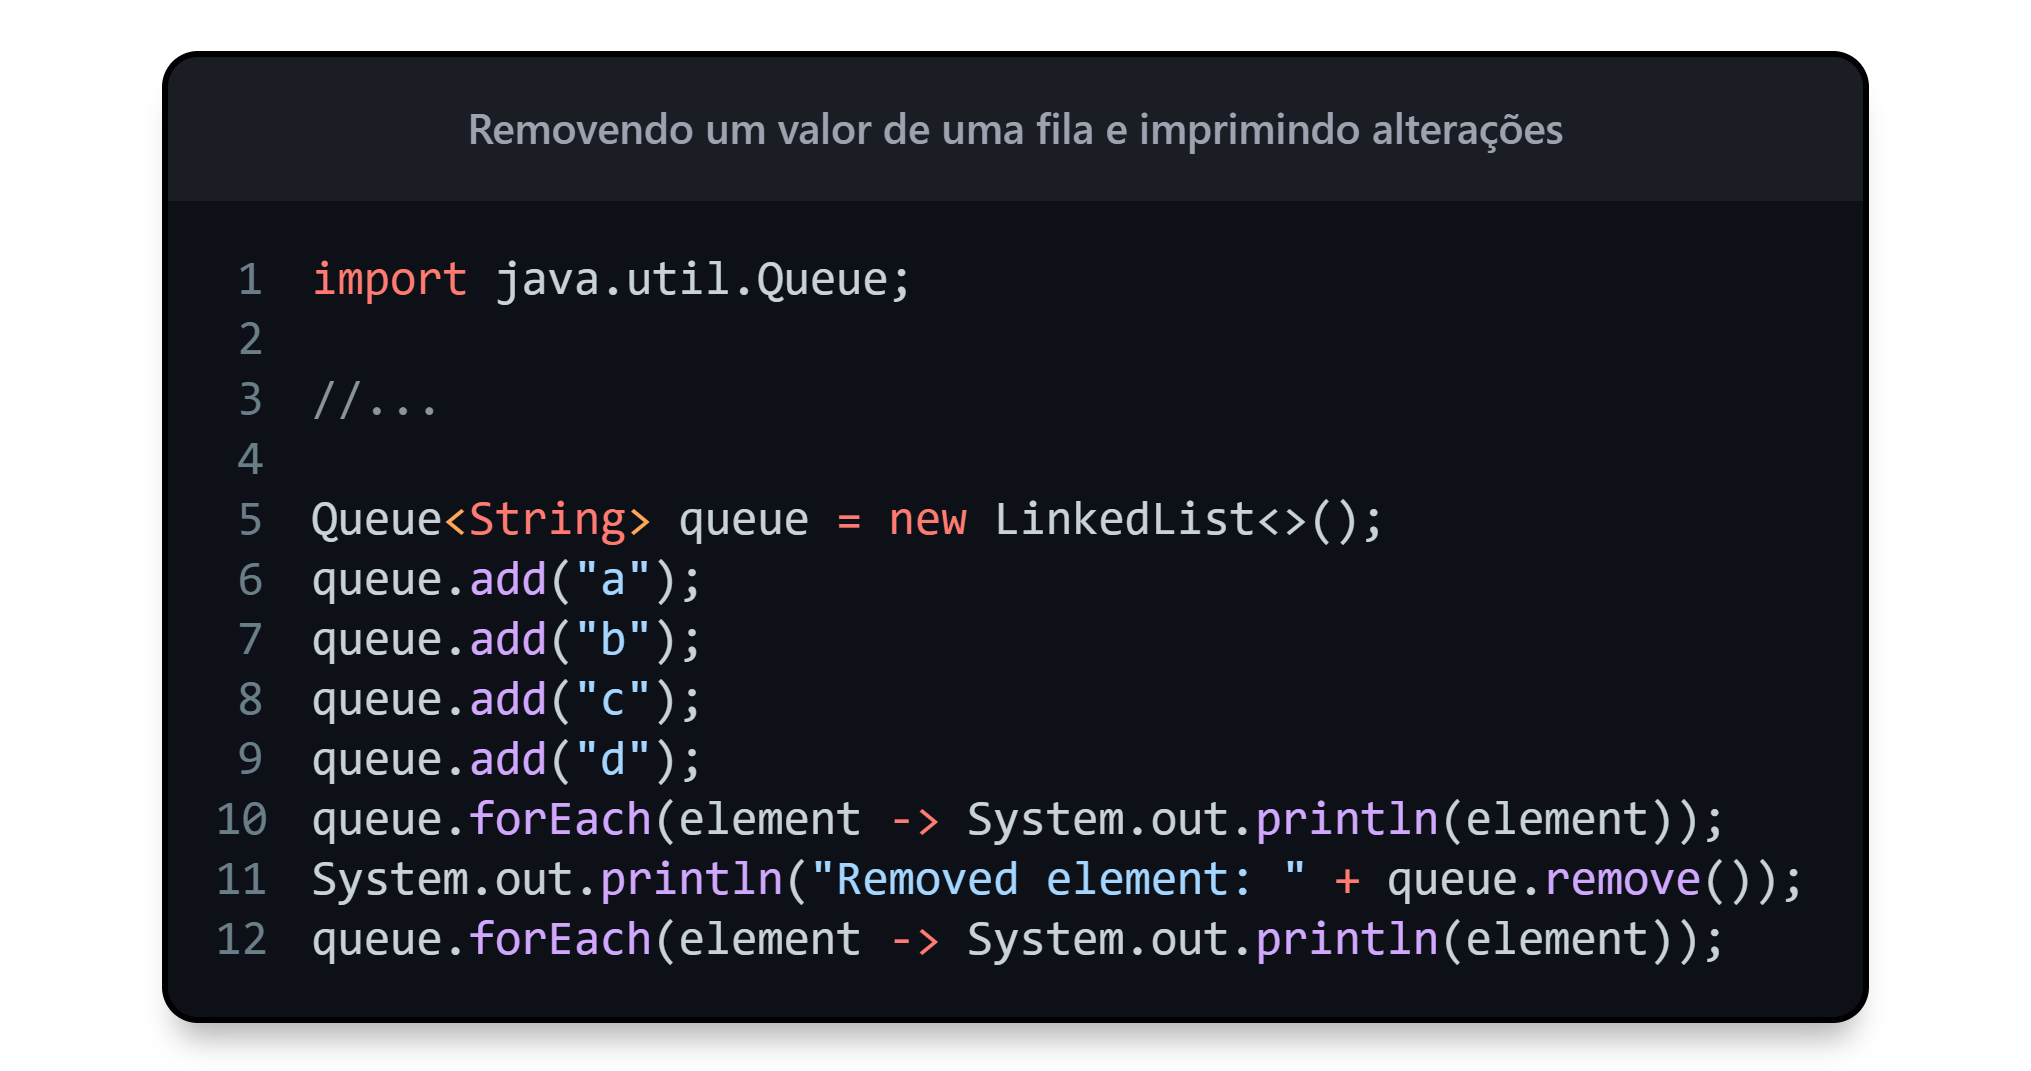 Removendo um valor de uma fila e imprimindo alterações
1 import java.util.Queue;
2
3 //...
4
5 Queue<String> queue = new LinkedList<>();
6 queue.add("a");
7 queue.add("b");
8 queue.add("c");
9 queue.add("d");
10 queue.forEach(element -> System.out.println(element));
11 System.out.println("Removed element: " + queue.remove());
12 queue.forEach(element -> System.out.println(element));